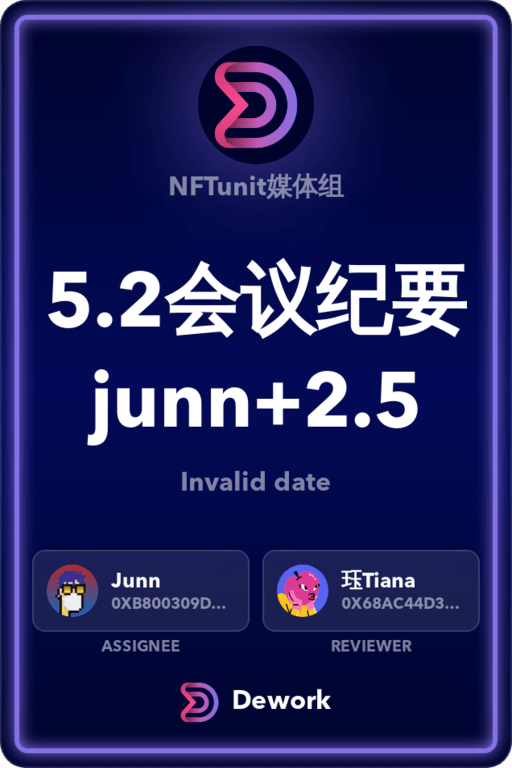 NFTunit媒体组
5.2会议纪要
junn+2.5
Invalid date
Junn
0XB800309D...
珏Tiana
0X68AC44D3...
ASSIGNEE
REVIEWER
Dework